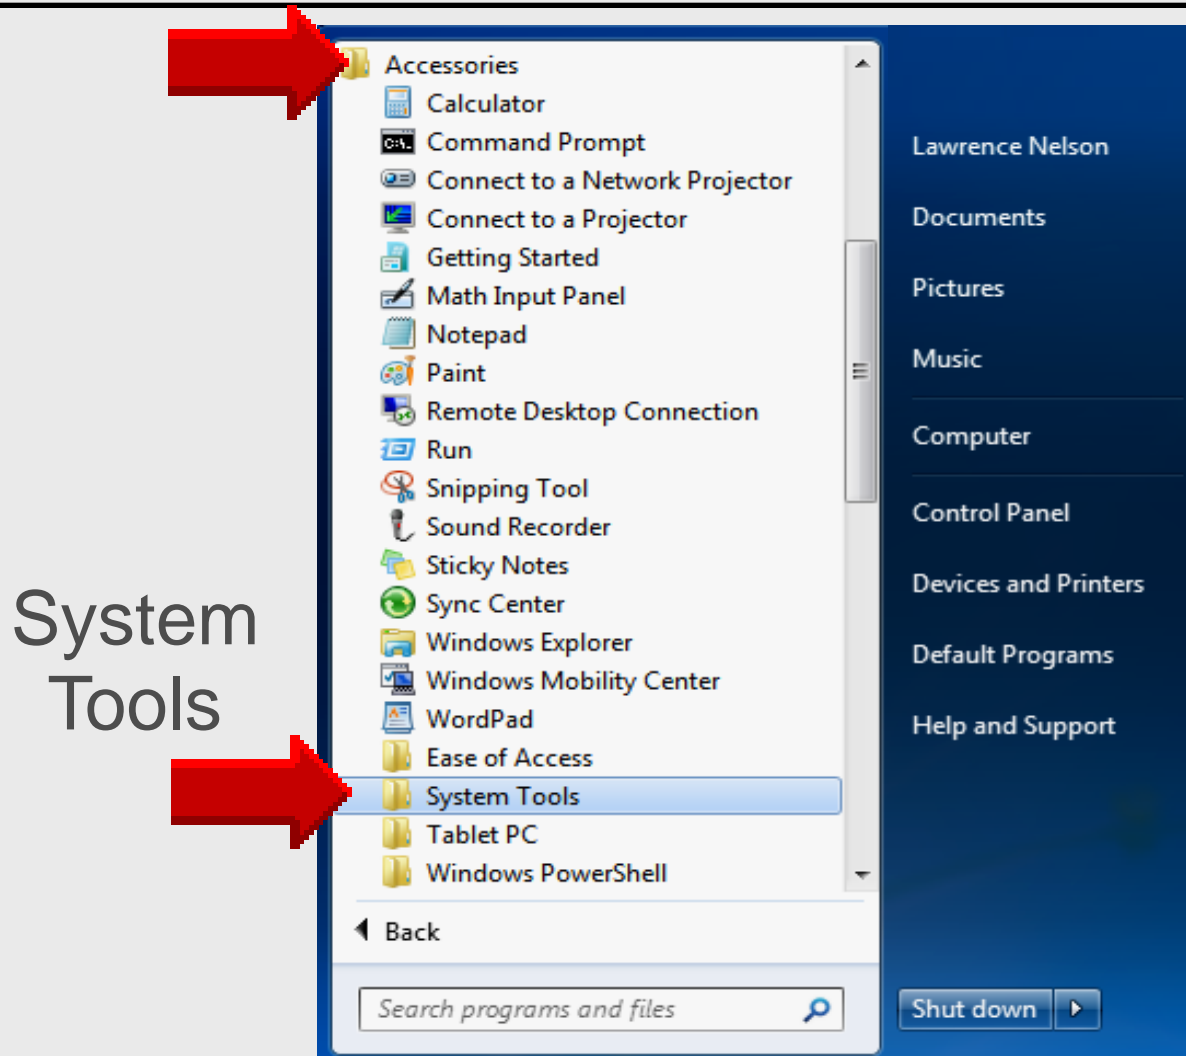 System
Tools
Accessories
Calculator
C:\.
Command Prompt
Connect to a Network Projector
Connect to a Projector
Getting Started
Math Input Panel
Notepad
Paint
Remote Desktop Connection
Run
Snipping Tool
Sound Recorder
Sticky Notes
Sync Center
Windows Explorer
Windows Mobility Center
WordPad
Ease of Access
System Tools
Tablet PC
Windows PowerShell
Back
Search programs and files
Lawrence Nelson
Documents
Pictures
Music
Computer
Control Panel
Devices and Printers
Default Programs
Help and Support
Shut down